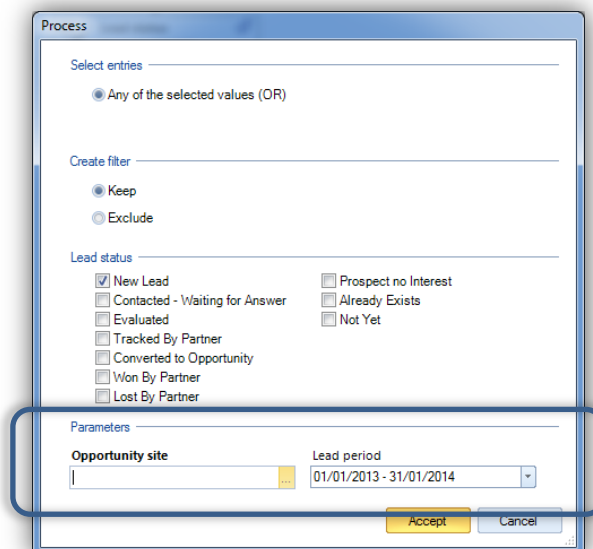 Process
Select entries
Any of the selected values (OR)
Create filter
Keep
Exclude
Lead status
New Lead
Contacted - Waiting for Answer
Evaluated
Tracked By Partner
Converted to Opportunity
Won By Partner
Lost By Partner
Prospect no Interest
Already Exists
Not Yet
Parameters
Opportunity site
...
Lead period
01/01/2013 - 31/01/2014
Accept
Cancel